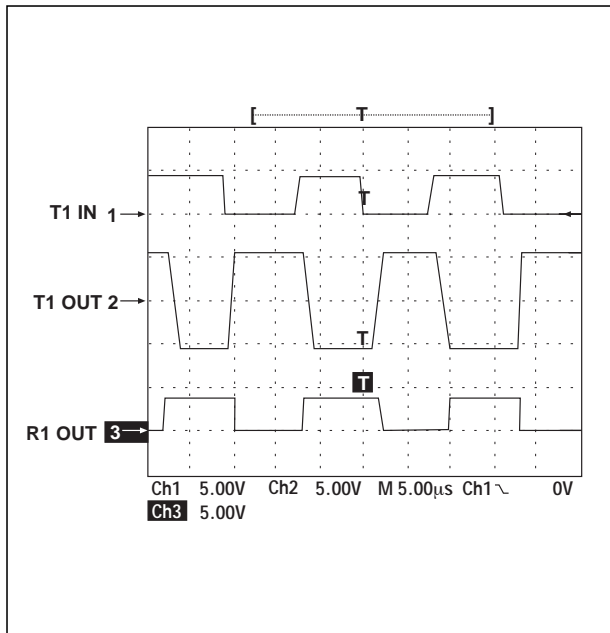 [ T ]
T
T1 IN 1
T1 OUT 2
T
T
R1 OUT 3
Ch1 5.00V Ch2 5.00V M 5.00µs Ch1 0V
Ch3 5.00V